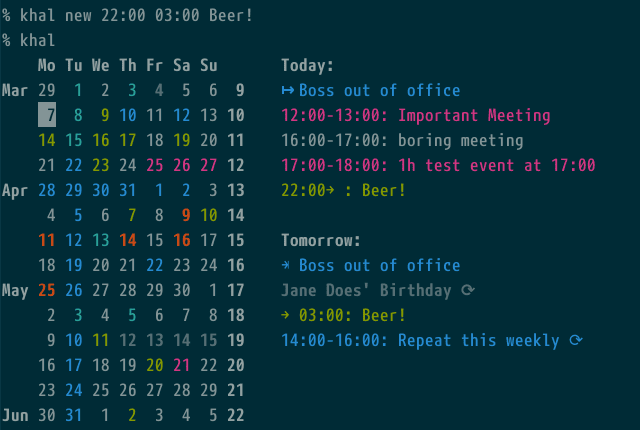 % khal new 22:00 03:00 Beer!
% khal
Mo Tu We Th Fr Sa Su Today:
Mar 29 1 2 3 4 5 6 9 ↦ Boss out of office
7 8 9 10 11 12 13 10 12:00-13:00: Important Meeting
14 15 16 17 18 19 20 11 16:00-17:00: boring meeting
21 22 23 24 25 26 27 12 17:00-18:00: 1h test event at 17:00
Apr 28 29 30 31 1 2 3 13 22:00→ : Beer!
4 5 6 7 8 9 10 14
11 12 13 14 15 16 17 15 Tomorrow:
18 19 20 21 22 23 24 16 ⇥ Boss out of office
May 25 26 27 28 29 30 1 17 Jane Does' Birthday ⟳
2 3 4 5 6 7 8 18 → 03:00: Beer!
9 10 11 12 13 14 15 19 14:00-16:00: Repeat this weekly ⟳
16 17 18 19 20 21 22 20
23 24 25 26 27 28 29 21
Jun 30 31 1 2 3 4 5 22